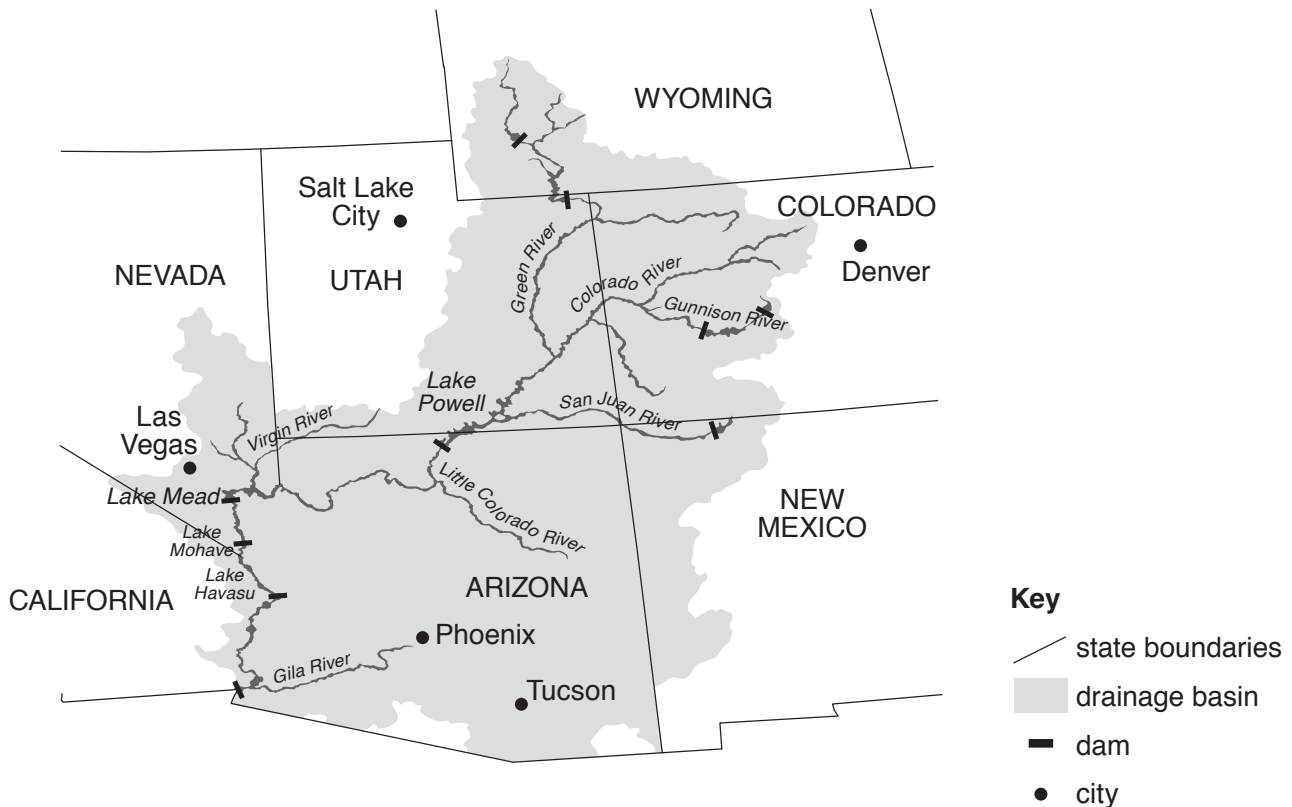 WYOMING
Salt Lake
City
COLORADO
Denver
NEVADA
UTAH
Green River
Colorado River
Gunnison River
Lake
Powell
San Juan River
Las
Vegas
Virgin River
Lake Mead
Little Colorado River
NEW
MEXICO
Lake
Mohave
Lake
Havasu
CALIFORNIA
ARIZONA
Phoenix
Gila River
Tucson
Key
state boundaries
drainage basin
dam
city